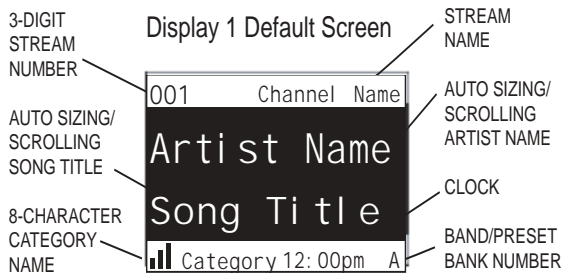 Display 1 Default Screen
3-DIGIT
STREAM
NUMBER
STREAM
NAME
001 Channel Name
AUTO SIZING/
SCROLLING
SONG TITLE
AUTO SIZING/
SCROLLING
ARTIST NAME
Artist Name
Song Title
CLOCK
8-CHARACTER
CATEGORY
NAME
Category 12:00pm A
BAND/PRESET
BANK NUMBER